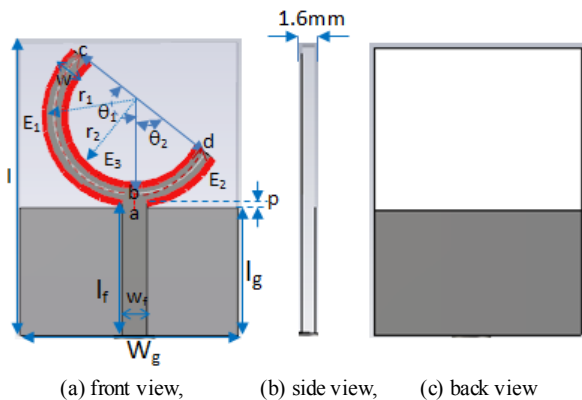 1.6mm
c
w
r1
θ1
E1
r2
θ2
d
E3
E2
l
b
p
a
lf
wf
lg
Wg
(a) front view, (b) side view, (c) back view